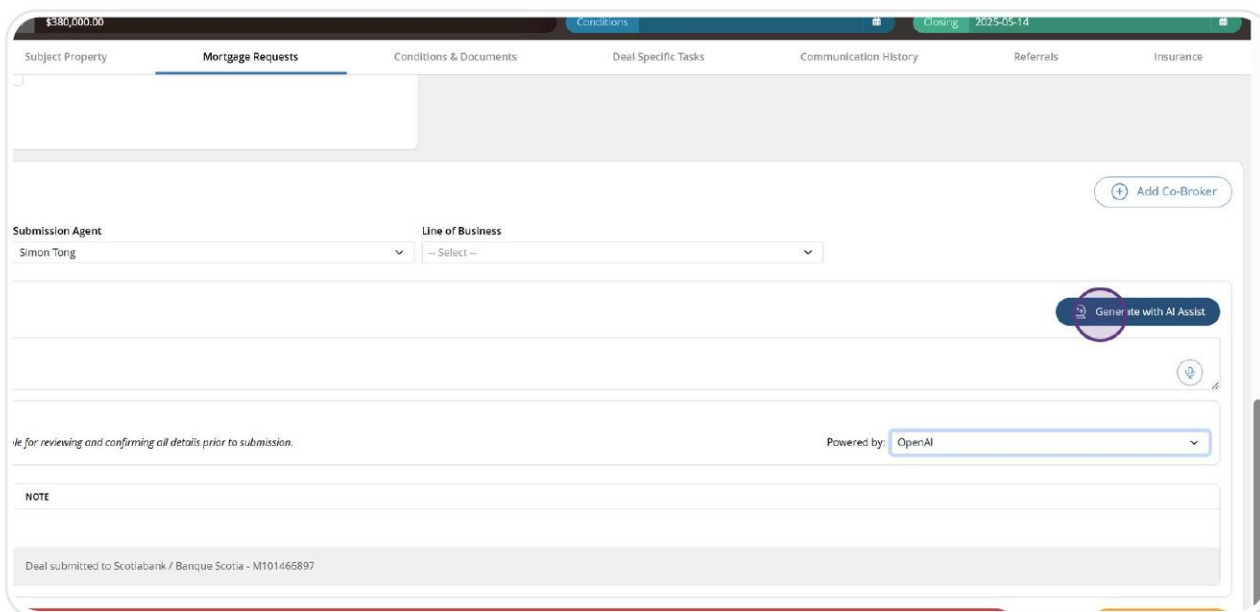 $380,000.00 Conditions Closing 2025-05-14
Subject Property Mortgage Requests Conditions & Documents Deal Specific Tasks Communication History Referrals Insurance
Add Co-Broker
Submission Agent Line of Business
Simon Tong -- Select --
Generate with AI Assist
le for reviewing and confirming all details prior to submission. Powered by: OpenAI
NOTE
Deal submitted to Scotiabank / Banque Scotia - M101466897